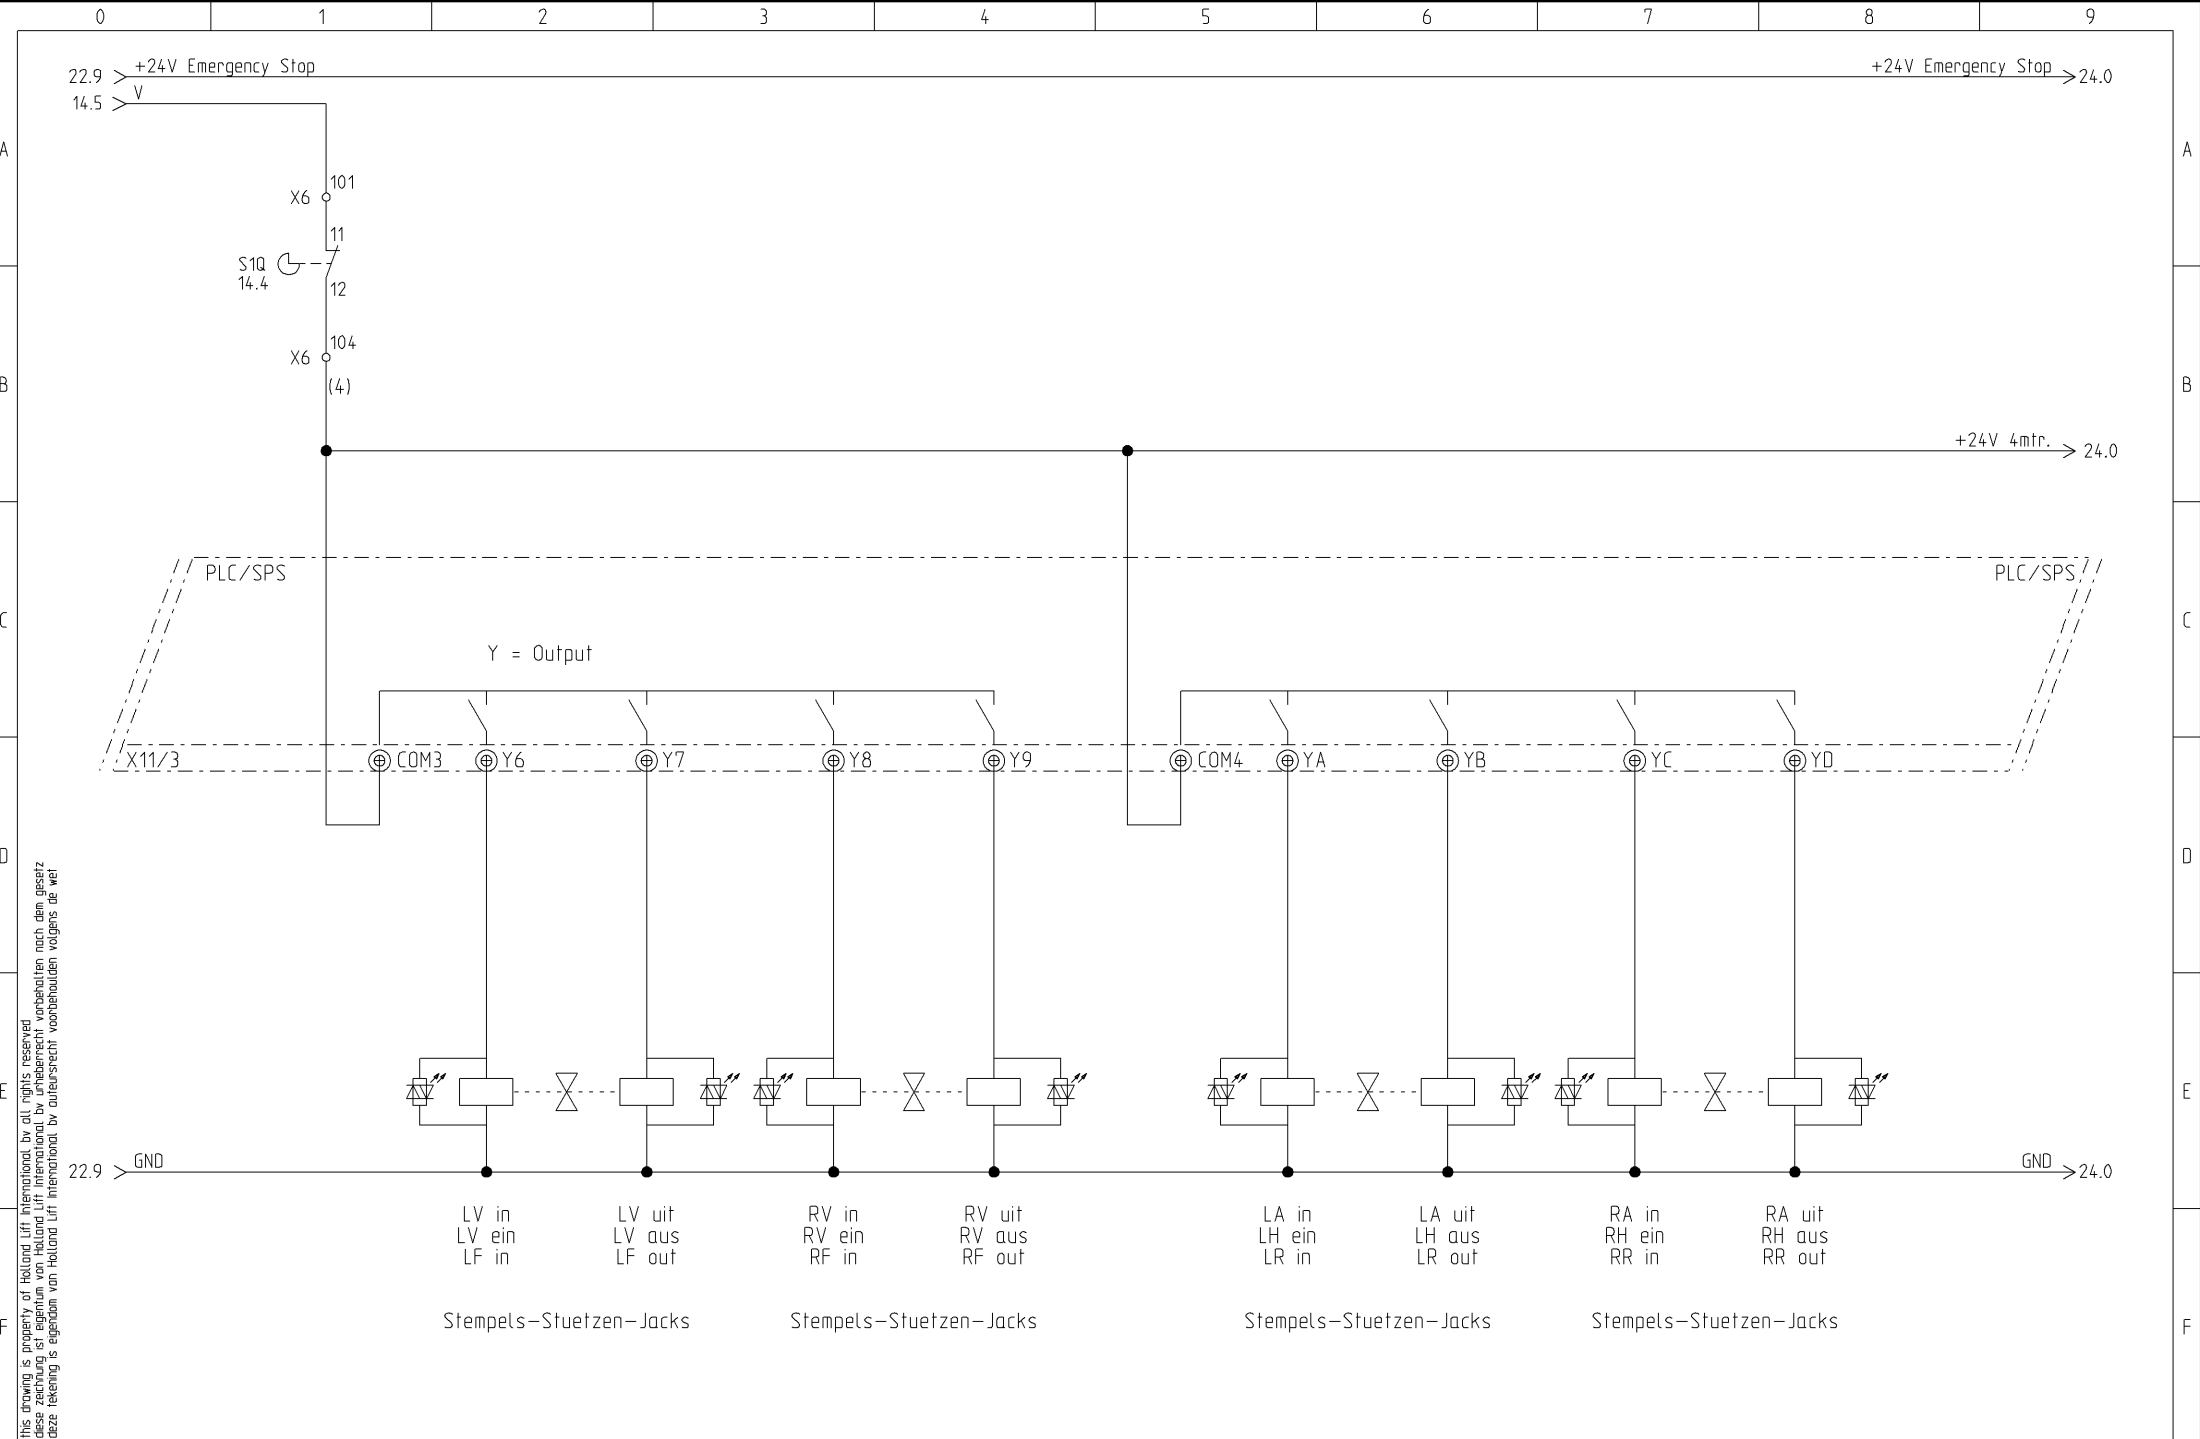 0 1 2 3 4 5 6 7 8 9
+24V Emergency Stop +24V Emergency Stop
22.9 24.0
V
14.5
A A
101
X6
11
S1Q
14.4
12
104
X6
(4)
B B
+24V 4mtr.
24.0
PLC/SPS PLC/SPS
C C
Y = Output
X11/3 COM3 Y6 Y7 Y8 Y9 COM4 YA YB YC YD
D D
E E
GND GND
22.9 24.0
LV in LV uit RV in RV uit LA in LA uit RA in RA uit
LV ein LV aus RV ein RV aus LH ein LH aus RH ein RH aus
LF in LF out RF in RF out LR in LR out RR in RR out
Stempels-Stuetzen-Jacks Stempels-Stuetzen-Jacks Stempels-Stuetzen-Jacks Stempels-Stuetzen-Jacks
F F
this drawing is property of Holland Lift International bv all rights reserved
diese zeichnung ist eigentum von Holland Lift International bv urheberrecht vorbehalten nach dem gesetz
deze tekening is eigendom van Holland Lift International bv auteursrecht voorbehoulden volgens de wet